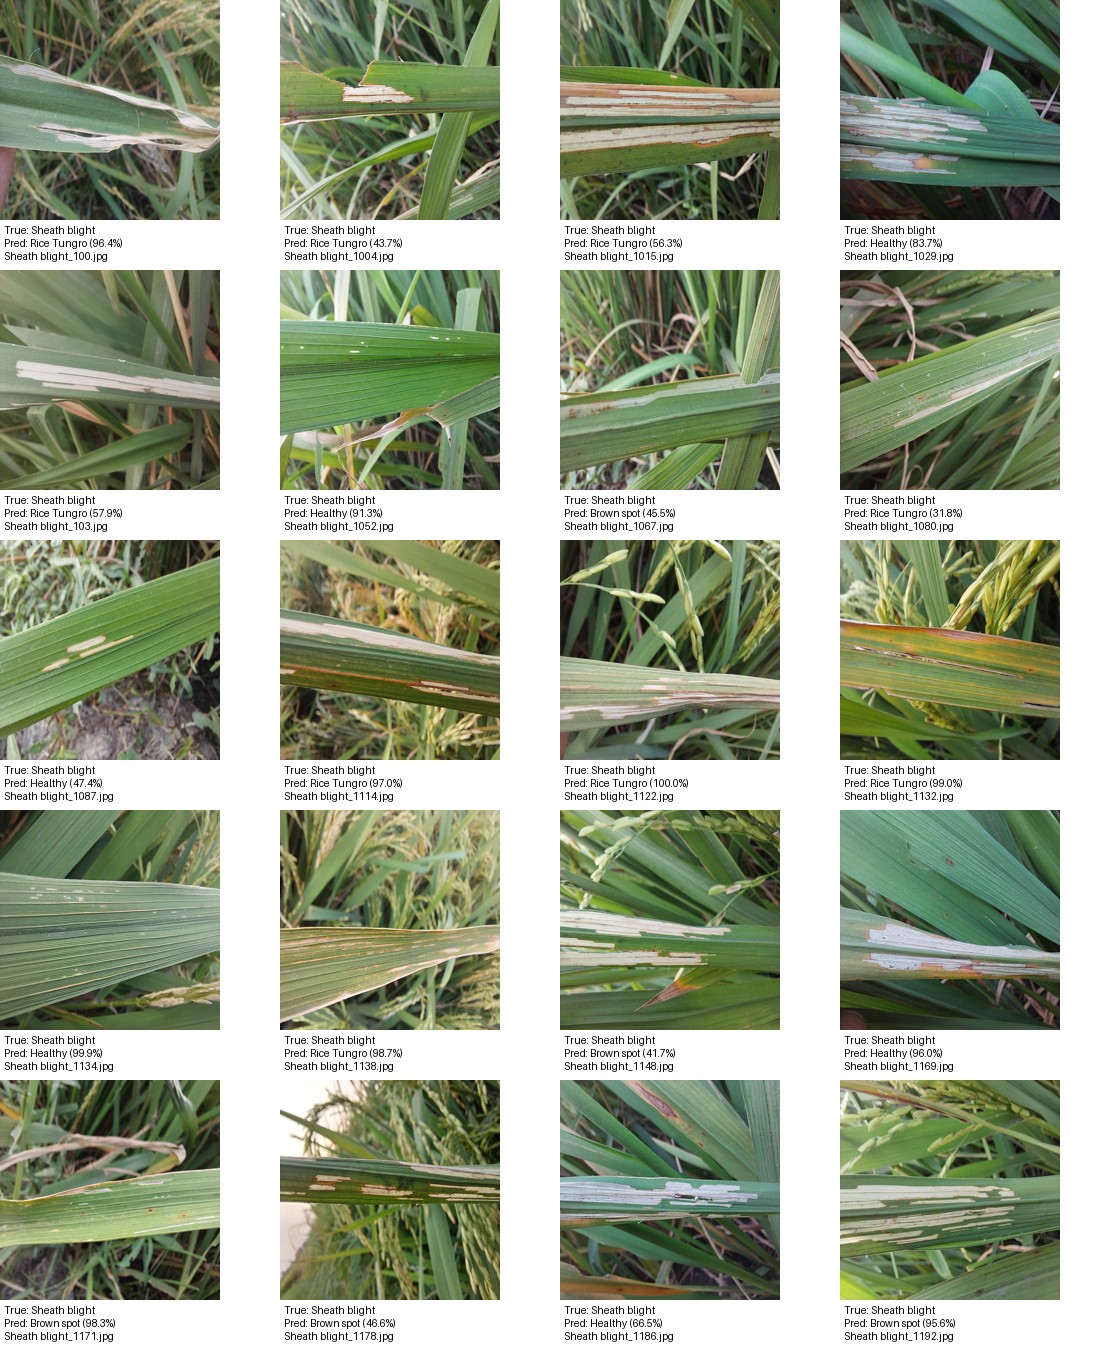 True: Sheath blight
Pred: Rice Tungro (96.4%)
Sheath blight_100.jpg
True: Sheath blight
Pred: Rice Tungro (43.7%)
Sheath blight_1004.jpg
True: Sheath blight
Pred: Rice Tungro (56.3%)
Sheath blight_1015.jpg
True: Sheath blight
Pred: Healthy (83.7%)
Sheath blight_1029.jpg
True: Sheath blight
Pred: Rice Tungro (57.9%)
Sheath blight_103.jpg
True: Sheath blight
Pred: Healthy (91.3%)
Sheath blight_1052.jpg
True: Sheath blight
Pred: Brown spot (45.5%)
Sheath blight_1067.jpg
True: Sheath blight
Pred: Rice Tungro (31.8%)
Sheath blight_1080.jpg
True: Sheath blight
Pred: Healthy (47.4%)
Sheath blight_1087.jpg
True: Sheath blight
Pred: Rice Tungro (97.0%)
Sheath blight_1114.jpg
True: Sheath blight
Pred: Rice Tungro (100.0%)
Sheath blight_1122.jpg
True: Sheath blight
Pred: Rice Tungro (99.0%)
Sheath blight_1132.jpg
True: Sheath blight
Pred: Healthy (99.9%)
Sheath blight_1134.jpg
True: Sheath blight
Pred: Rice Tungro (98.7%)
Sheath blight_1138.jpg
True: Sheath blight
Pred: Brown spot (41.7%)
Sheath blight_1148.jpg
True: Sheath blight
Pred: Healthy (96.0%)
Sheath blight_1169.jpg
True: Sheath blight
Pred: Brown spot (98.3%)
Sheath blight_1171.jpg
True: Sheath blight
Pred: Brown spot (46.6%)
Sheath blight_1178.jpg
True: Sheath blight
Pred: Healthy (66.5%)
Sheath blight_1186.jpg
True: Sheath blight
Pred: Brown spot (95.6%)
Sheath blight_1192.jpg